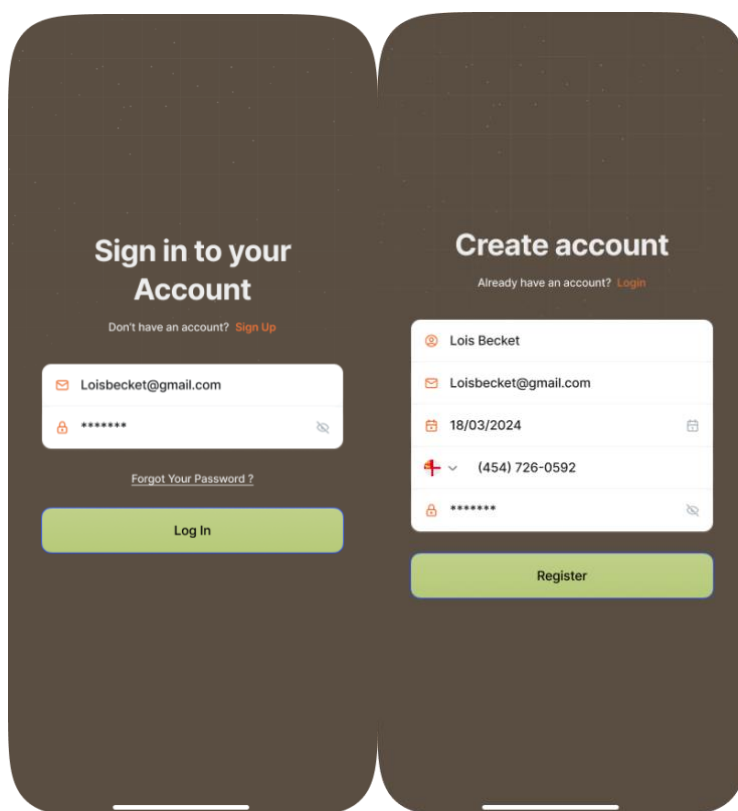 Sign in to your
Account
Don't have an account? Sign Up
Loisbecket@gmail.com
*******
Forgot Your Password ?
Log In
Create account
Already have an account? Login
Lois Becket
Loisbecket@gmail.com
18/03/2024
(454) 726-0592
*******
Register